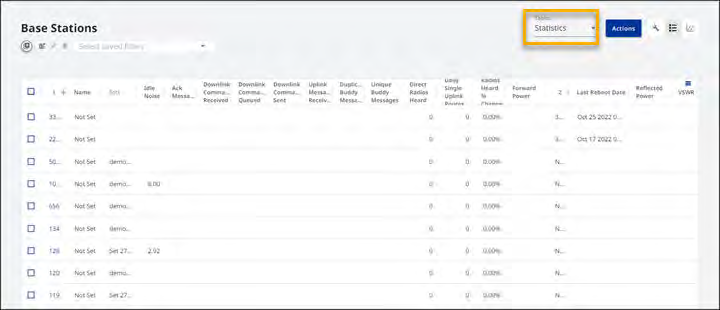 Base Stations
Statistics
Actions
Select Saved Filters
Name Idle Noise Ack Messa... Downlink Comma... Received Downlink Comma... Queued Downlink Comma... Sent Uplink Messa... Receiv... Duplic... Buddy Messa... Unique Buddy Messages Direct Radios Heard Daily Single Uplink Radios Heard % Forward Power 2 Last Reboot Date Reflected Power VSWR
33... Not Set 0 0 0.00% 3... Oct 25 2022 0...
22... Not Set 0 0 0.00% 3... Oct 17 2022 0...
50... Not Set demo... 0 0 0.00% N...
10... Not Set demo... 0.00 0 0 0.00% N...
656 Not Set demo... 0 0 0.00% N...
134 Not Set demo... 0 0 0.00% N...
128 Not Set Set 27... 2.92 0 0 0.00% N...
120 Not Set demo... 0 0 0.00% N...
119 Not Set Set 27... 0 0 0.00% N...